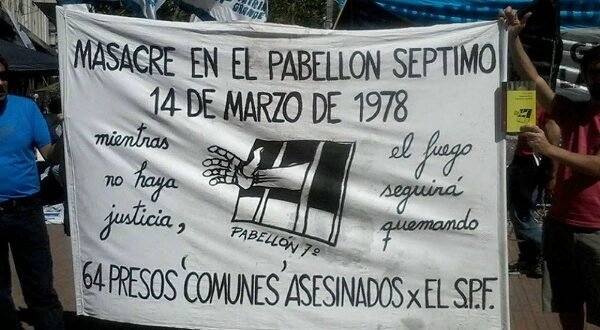 MASACRE EN EL PABELLON SEPTIMO
14 DE MARZO DE 1978
mientras
no haya
justicia,
el fuego
seguirá
quemando
PABELLÓN 7º
64 PRESOS 'COMUNES' ASESINADOS x EL S.P.F.